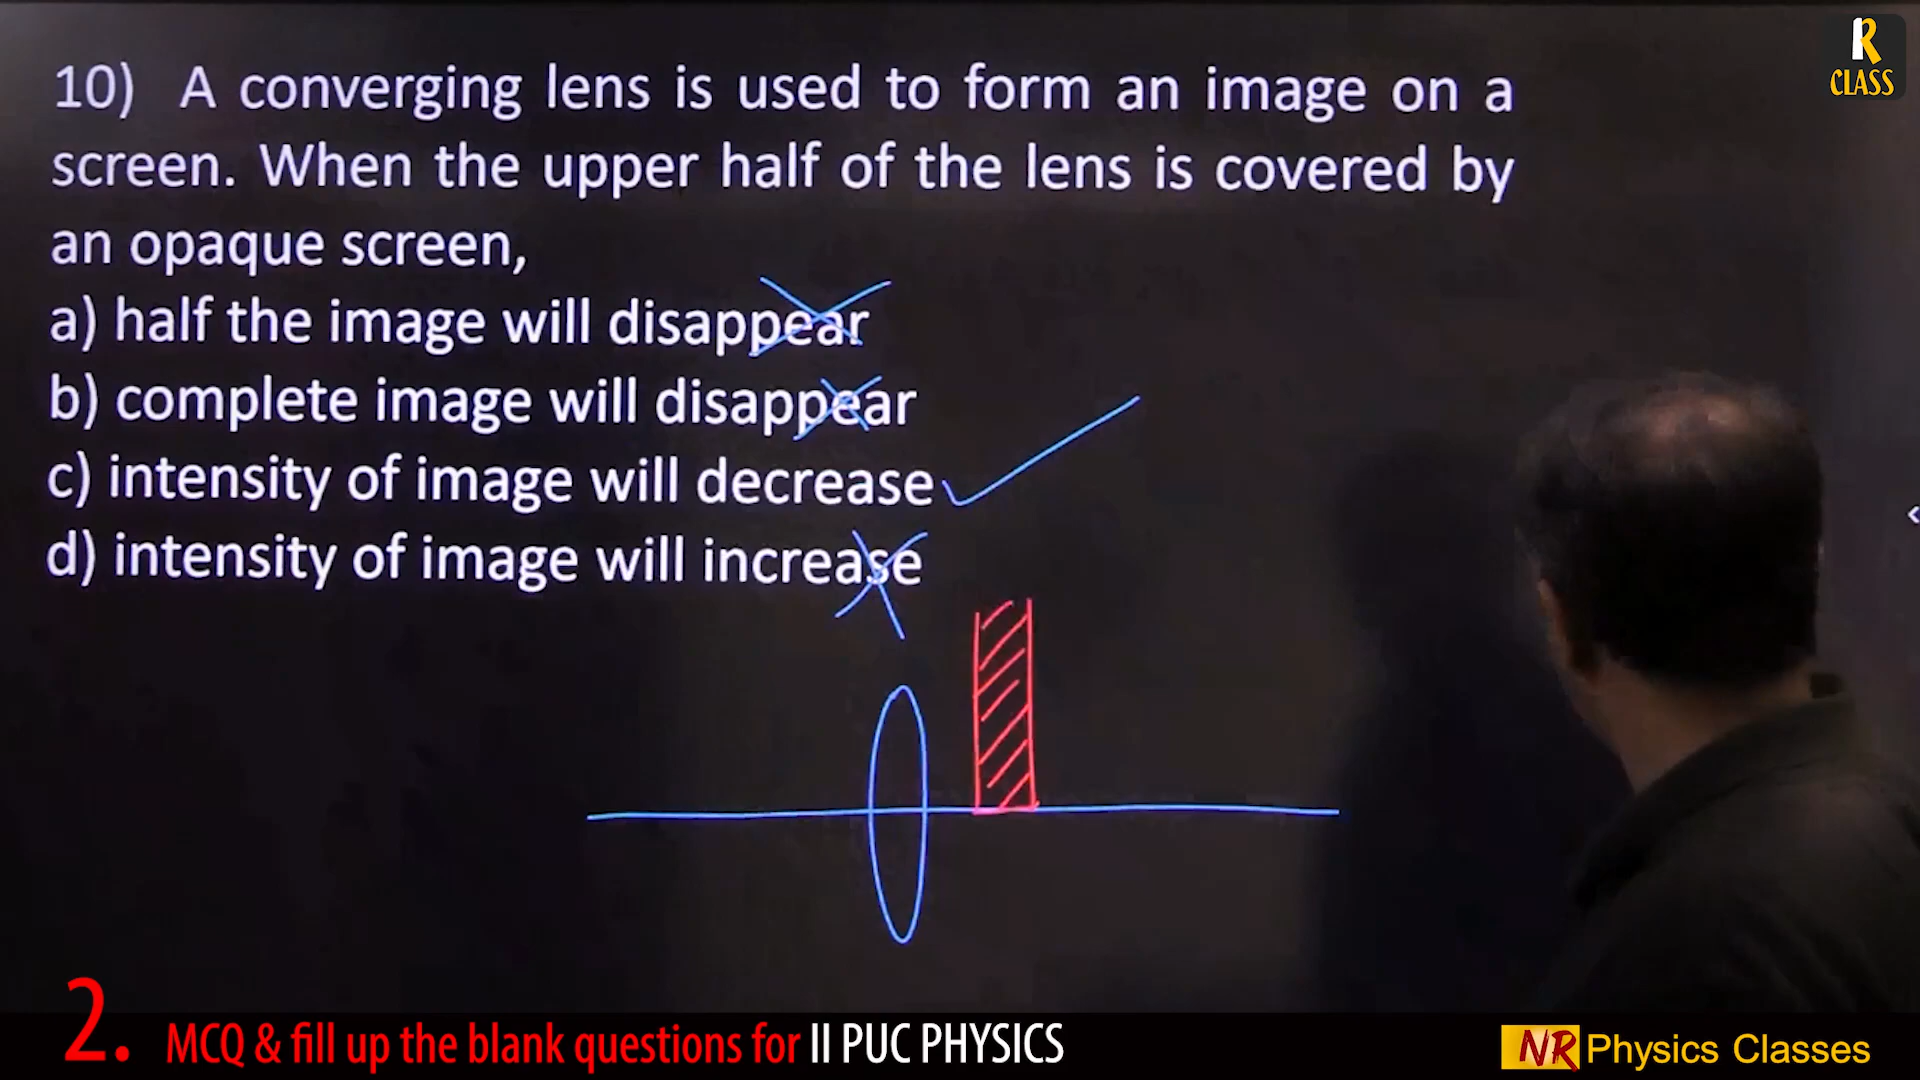 R
CLASS
10) A converging lens is used to form an image on a
screen. When the upper half of the lens is covered by
an opaque screen,
a) half the image will disappear
b) complete image will disappear
c) intensity of image will decrease
d) intensity of image will increase
2. MCQ & fill up the blank questions for II PUC PHYSICS
NR Physics Classes